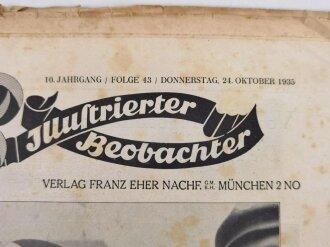 10. JAHRGANG / FOLGE 43 / DONNERSTAG, 24. OKTOBER 1935
Illustrierter
Beobachter
VERLAG FRANZ EHER NACHF. G.M.B.H. MÜNCHEN 2 NO